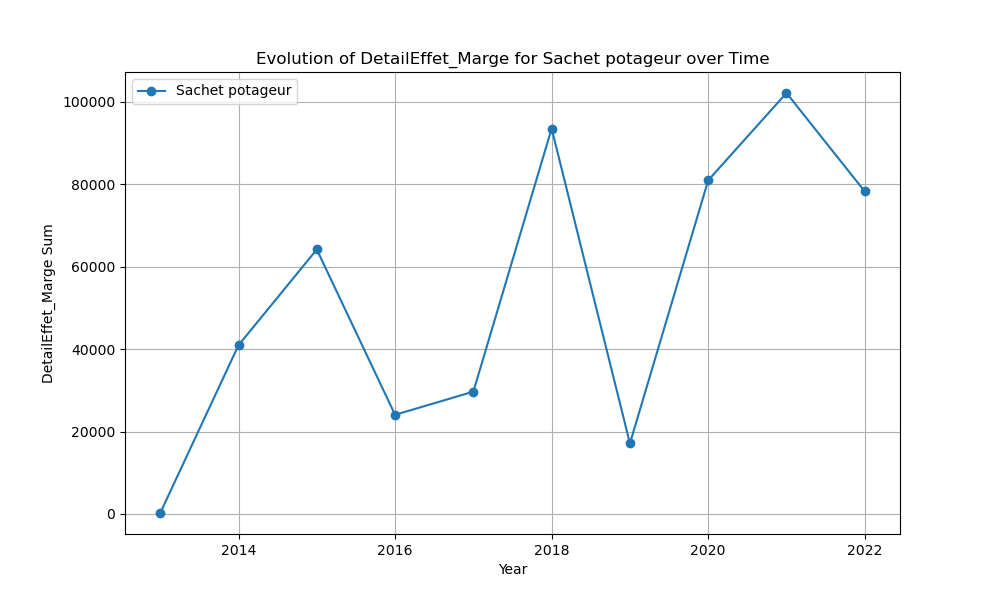 Evolution of DetailEffet_Marge for Sachet potageur over Time
Sachet potageur
100000
80000
60000
40000
20000
0
DetailEffet_Marge Sum
2014 2016 2018 2020 2022
Year